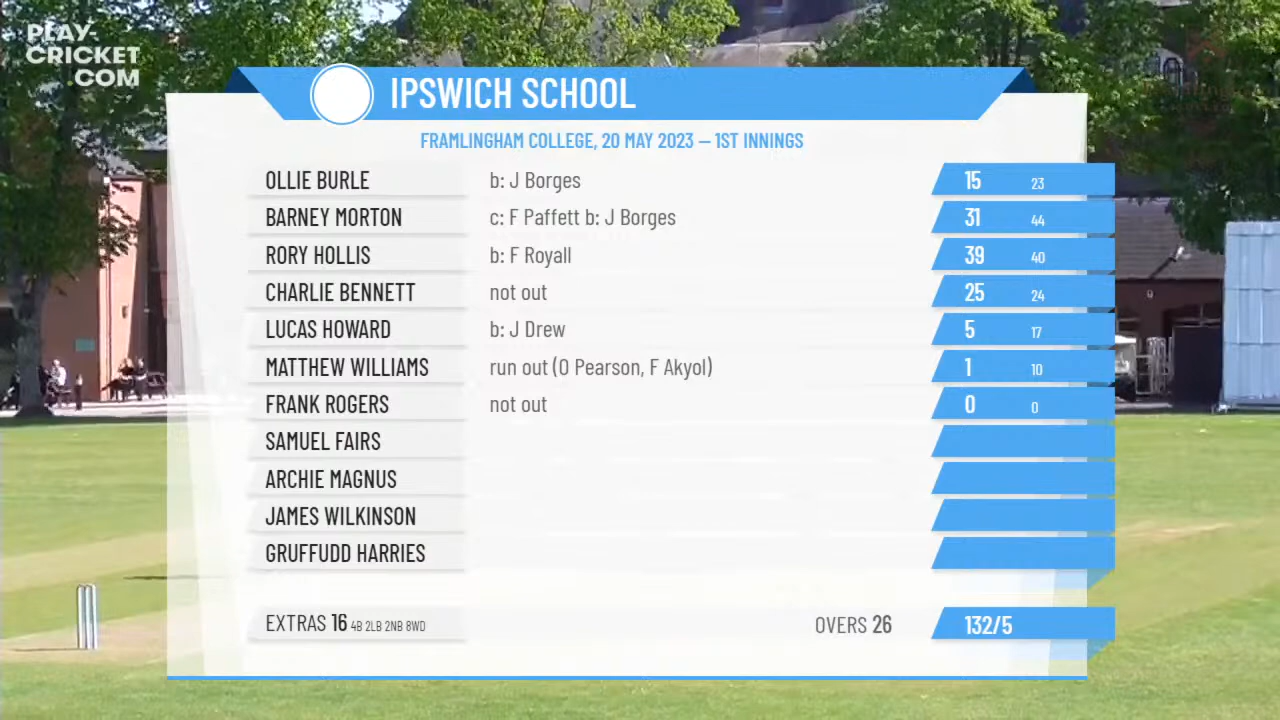 PLAY-
CRICKET
COM
IPSWICH SCHOOL
FRAMLINGHAM COLLEGE, 20 MAY 2023 – 1ST INNINGS
OLLIE BURLE b: J Borges 15 23
BARNEY MORTON c: F Paffett b: J Borges 31 44
RORY HOLLIS b: F Royall 39 40
CHARLIE BENNETT not out 25 24
LUCAS HOWARD b: J Drew 5 17
MATTHEW WILLIAMS run out (O Pearson, F Akyol) 1 10
FRANK ROGERS not out 0 0
SAMUEL FAIRS
ARCHIE MAGNUS
JAMES WILKINSON
GRUFFUDD HARRIES
EXTRAS 16 4B 2LB 2NB 8WD OVERS 26 132/5